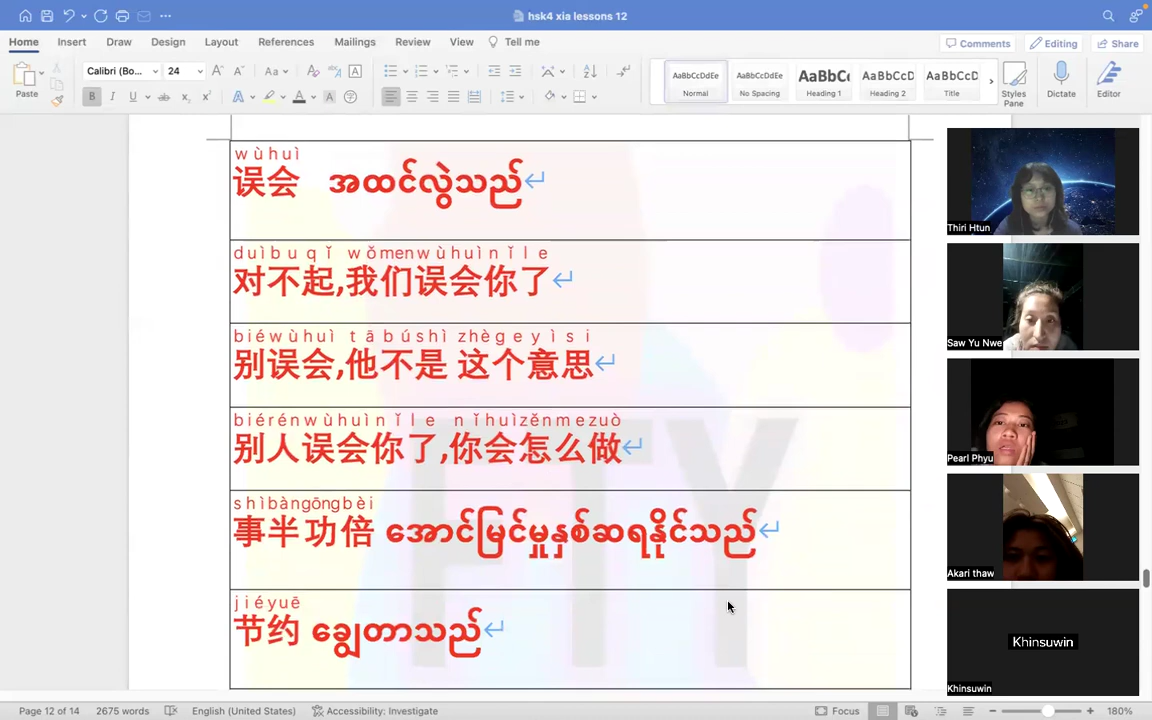 hsk4 xia lessons 12
Home Insert Draw Design Layout References Mailings Review View Tell me
Comments Editing Share
Paste
Calibri (Bo... 24
AaBbCcDdEe AaBbCcDdEe AaBbC AaBbCcD AaBbCcD
Normal No Spacing Heading 1 Heading 2 Title
Styles Pane
Dictate
Editor
wùhuì
误会 အထင်လွဲသည်
duìbuqǐ wǒmenwùhuìnǐle
对不起,我们误会你了
biéwùhuì tābúshì zhègeyìsi
别误会,他不是 这个意思
biérénwùhuìnǐle nǐhuìzěnmezuò
别人误会你了,你会怎么做
shìbàngōngbèi
事半功倍 အောင်မြင်မှုနှစ်ဆရနိုင်သည်
jiéyuē
节约 ချွေတာသည်
FTY
Thiri Htun
Saw Yu Nwe
Pearl Phyu
Akari thaw
Khinsuwin
Khinsuwin
Page 12 of 14 2675 words English (United States) Accessibility: Investigate Focus 180%